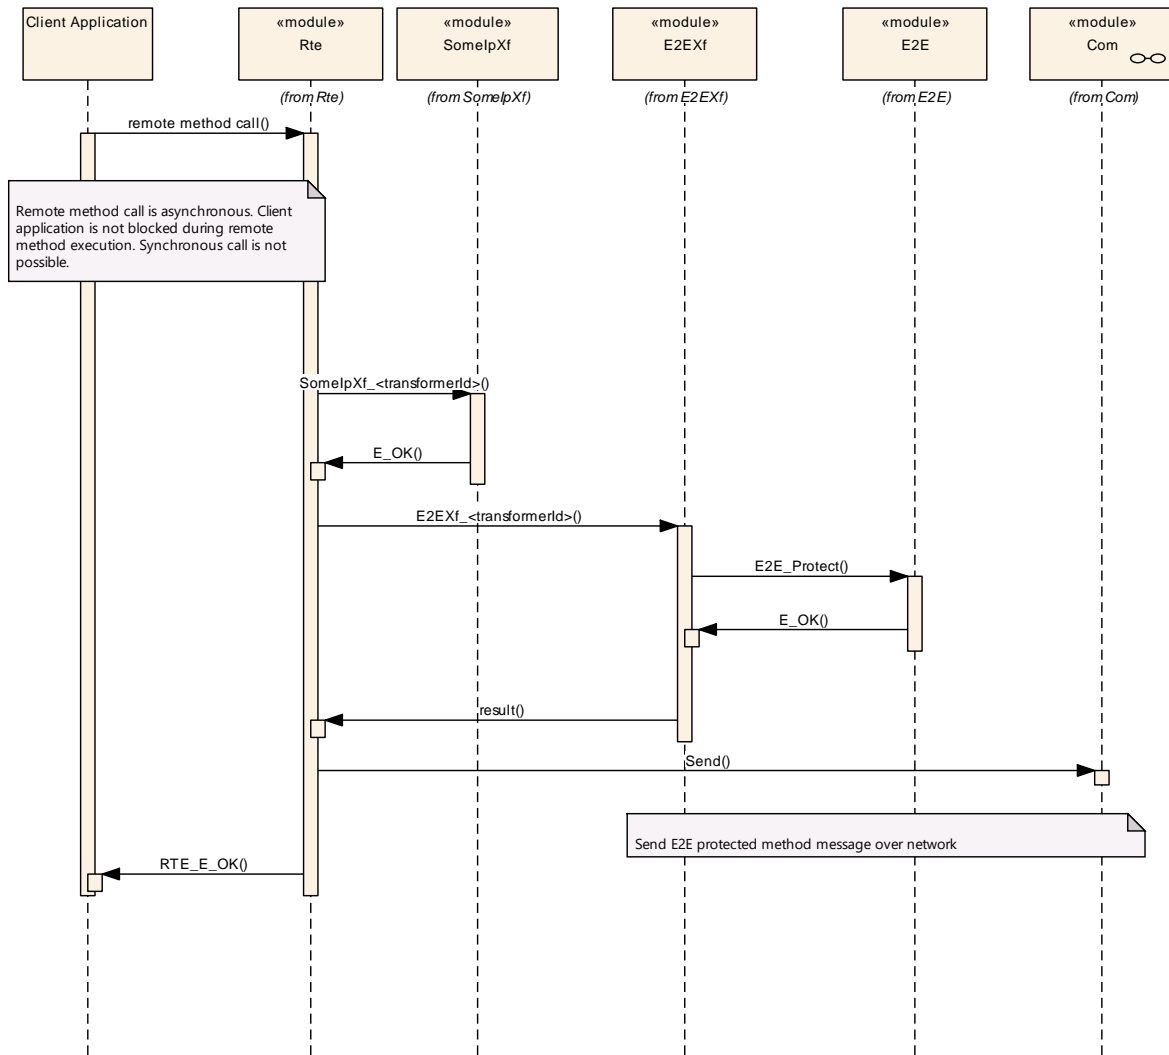 Client Application
«module»
Rte
«module»
SomeIpXf
«module»
E2EXf
«module»
E2E
«module»
Com
(from Rte)
(from SomeIpXf)
(from E2EXf)
(from E2E)
(from Com)
remote method call()
Remote method call is asynchronous. Client
application is not blocked during remote
method execution. Synchronous call is not
possible.
SomeIpXf_<transformerId>()
E_OK()
E2EXf_<transformerId>()
E2E_Protect()
E_OK()
result()
Send()
Send E2E protected method message over network
RTE_E_OK()